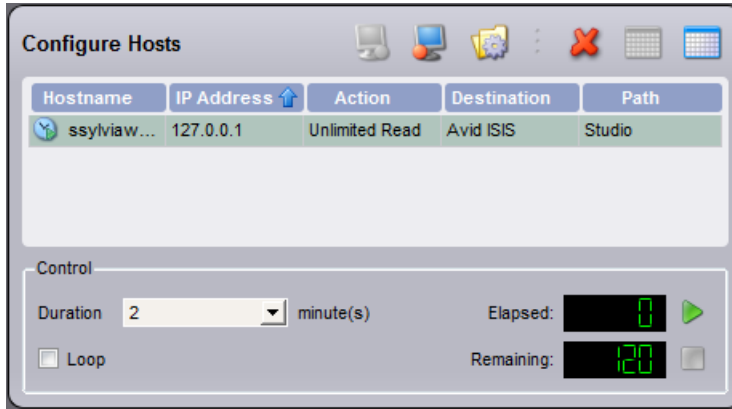 Configure Hosts
Hostname IP Address Action Destination Path
ssylviaw... 127.0.0.1 Unlimited Read Avid ISIS Studio
Control
Duration 2 minute(s) Elapsed: 0
Loop Remaining: 120